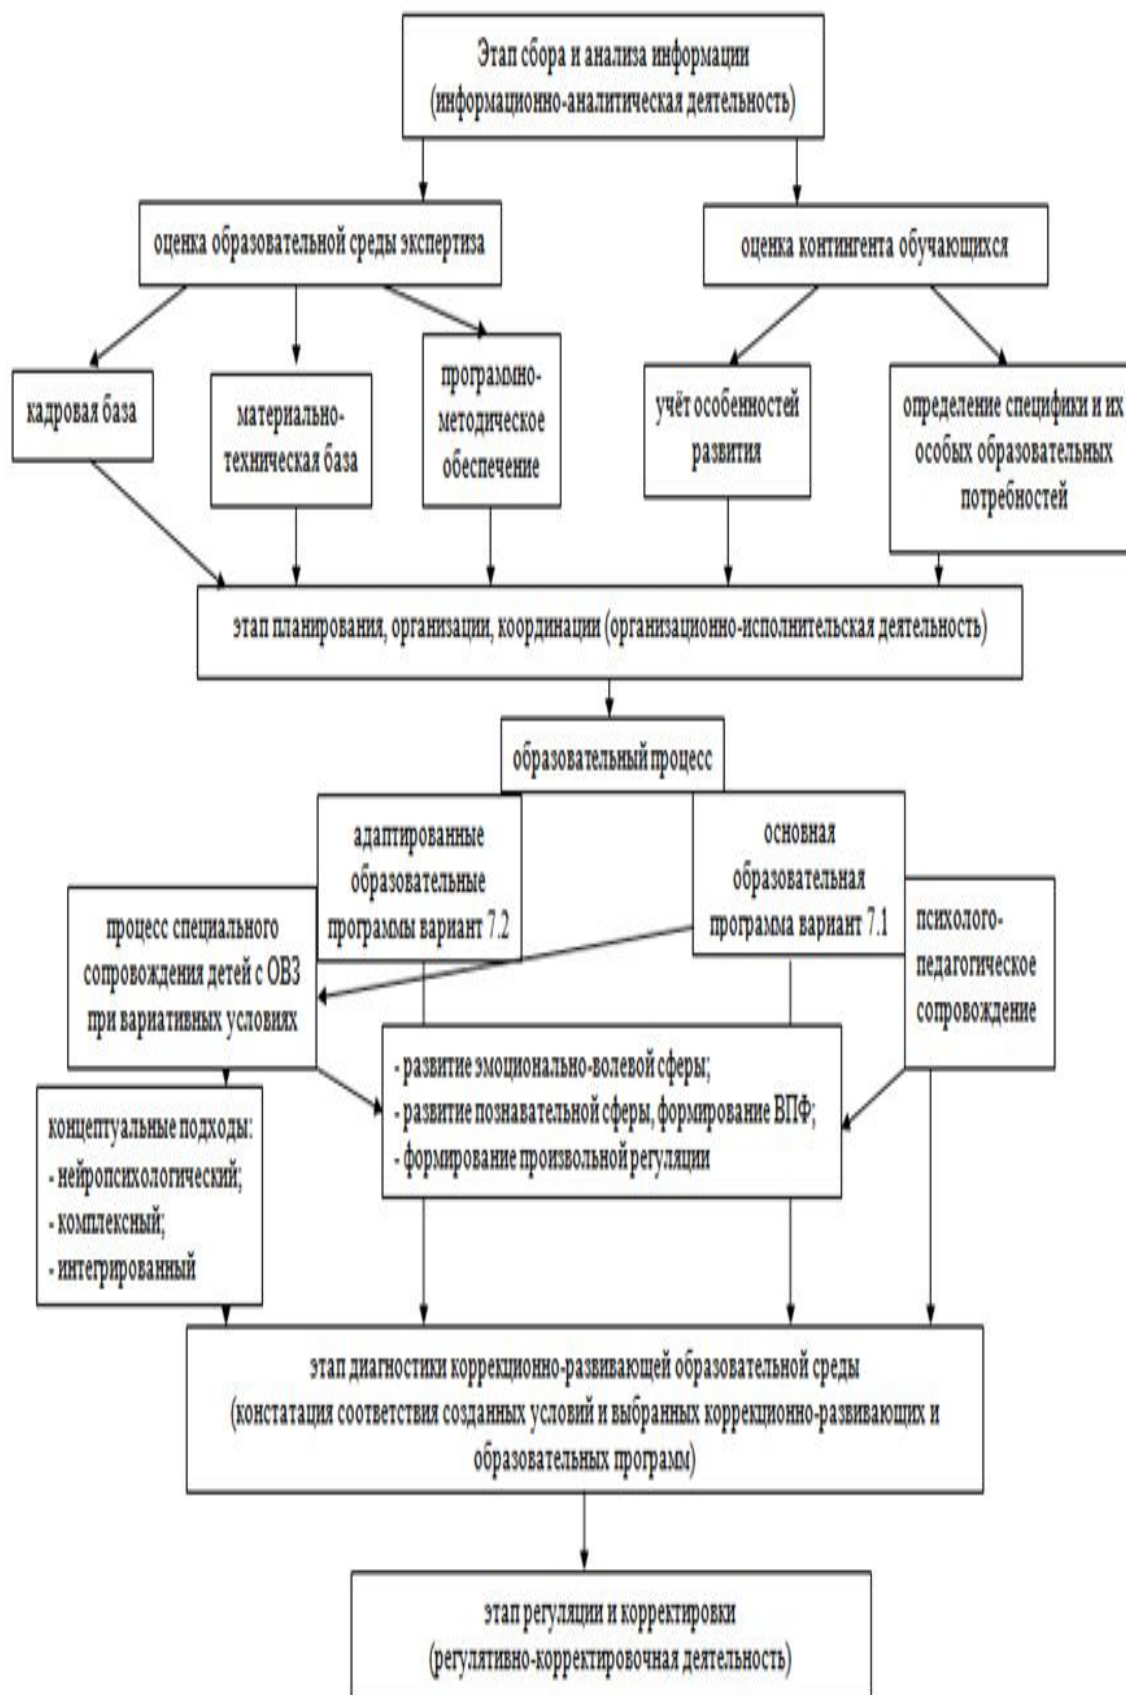 Этап сбора и анализа информации
(информационно-аналитическая деятельность)
оценка образовательной среды экспертиза
оценка контингента обучающихся
кадровая база
материально-
техническая база
программно-
методическое
обеспечение
учёт особенностей
развития
определение специфики и их
особых образовательных
потребностей
этап планирования, организации, координации (организационно-исполнительская деятельность)
образовательный процесс
адаптированные
образовательные
программы вариант 7.2
основная
образовательная
программа вариант 7.1
процесс специального
сопровождения детей с ОВЗ
при вариативных условиях
психолого-
педагогическое
сопровождение
- развитие эмоционально-волевой сферы;
- развитие познавательной сферы, формирование ВПФ;
- формирование произвольной регуляции
концептуальные подходы:
- нейропсихологический;
- комплексный;
- интегрированный
этап диагностики коррекционно-развивающей образовательной среды
(констатация соответствия созданных условий и выбранных коррекционно-развивающих и
образовательных программ)
этап регуляции и корректировки
(регулятивно-корректировочная деятельность)